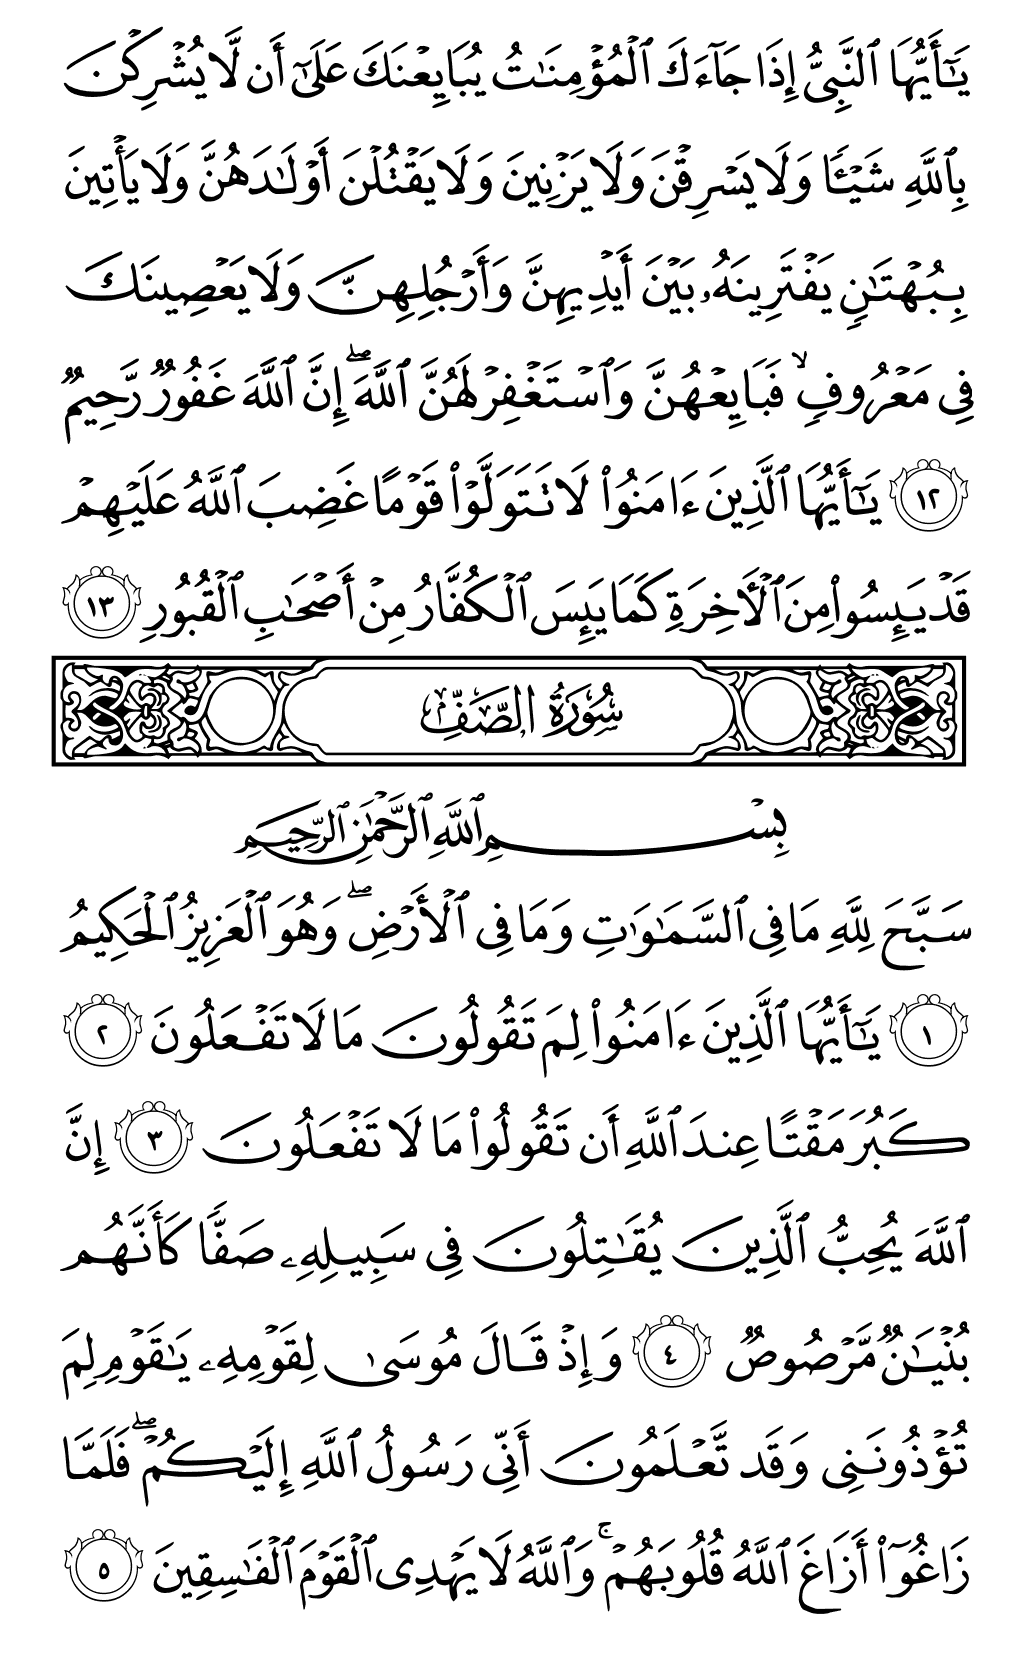 يَـٰٓأَيُّهَا ٱلنَّبِىُّ إِذَا جَآءَكَ ٱلْمُؤْمِنَـٰتُ يُبَايِعْنَكَ عَلَىٰٓ أَن لَّا يُشْرِكْنَ
بِٱللَّهِ شَيْـًٔا وَلَا يَسْرِقْنَ وَلَا يَزْنِينَ وَلَا يَقْتُلْنَ أَوْلَـٰدَهُنَّ وَلَا يَأْتِينَ
بِبُهْتَـٰنٍ يَفْتَرِينَهُۥ بَيْنَ أَيْدِيهِنَّ وَأَرْجُلِهِنَّ وَلَا يَعْصِينَكَ
فِى مَعْرُوفٍ ۙ فَبَايِعْهُنَّ وَٱسْتَغْفِرْ لَهُنَّ ٱللَّهَ ۖ إِنَّ ٱللَّهَ غَفُورٌ رَّحِيمٌ
١٢ يَـٰٓأَيُّهَا ٱلَّذِينَ ءَامَنُوا۟ لَا تَتَوَلَّوْا۟ قَوْمًا غَضِبَ ٱللَّهُ عَلَيْهِمْ
قَدْ يَئِسُوا۟ مِنَ ٱلْـَٔاخِرَةِ كَمَا يَئِسَ ٱلْكُفَّارُ مِنْ أَصْحَـٰبِ ٱلْقُبُورِ ١٣
سُورَةُ الصَّفِّ
بِسْمِ ٱللَّهِ ٱلرَّحْمَـٰنِ ٱلرَّحِيمِ
سَبَّحَ لِلَّهِ مَا فِى ٱلسَّمَـٰوَٰتِ وَمَا فِى ٱلْأَرْضِ ۖ وَهُوَ ٱلْعَزِيزُ ٱلْحَكِيمُ
١ يَـٰٓأَيُّهَا ٱلَّذِينَ ءَامَنُوا۟ لِمَ تَقُولُونَ مَا لَا تَفْعَلُونَ ٢
كَبُرَ مَقْتًا عِندَ ٱللَّهِ أَن تَقُولُوا۟ مَا لَا تَفْعَلُونَ ٣ إِنَّ
ٱللَّهَ يُحِبُّ ٱلَّذِينَ يُقَـٰتِلُونَ فِى سَبِيلِهِۦ صَفًّا كَأَنَّهُم
بُنْيَـٰنٌ مَّرْصُوصٌ ٤ وَإِذْ قَالَ مُوسَىٰ لِقَوْمِهِۦ يَـٰقَوْمِ لِمَ
تُؤْذُونَنِى وَقَد تَّعْلَمُونَ أَنِّى رَسُولُ ٱللَّهِ إِلَيْكُمْ ۖ فَلَمَّا
زَاغُوٓا۟ أَزَاغَ ٱللَّهُ قُلُوبَهُمْ ۚ وَٱللَّهُ لَا يَهْدِى ٱلْقَوْمَ ٱلْفَـٰسِقِينَ ٥